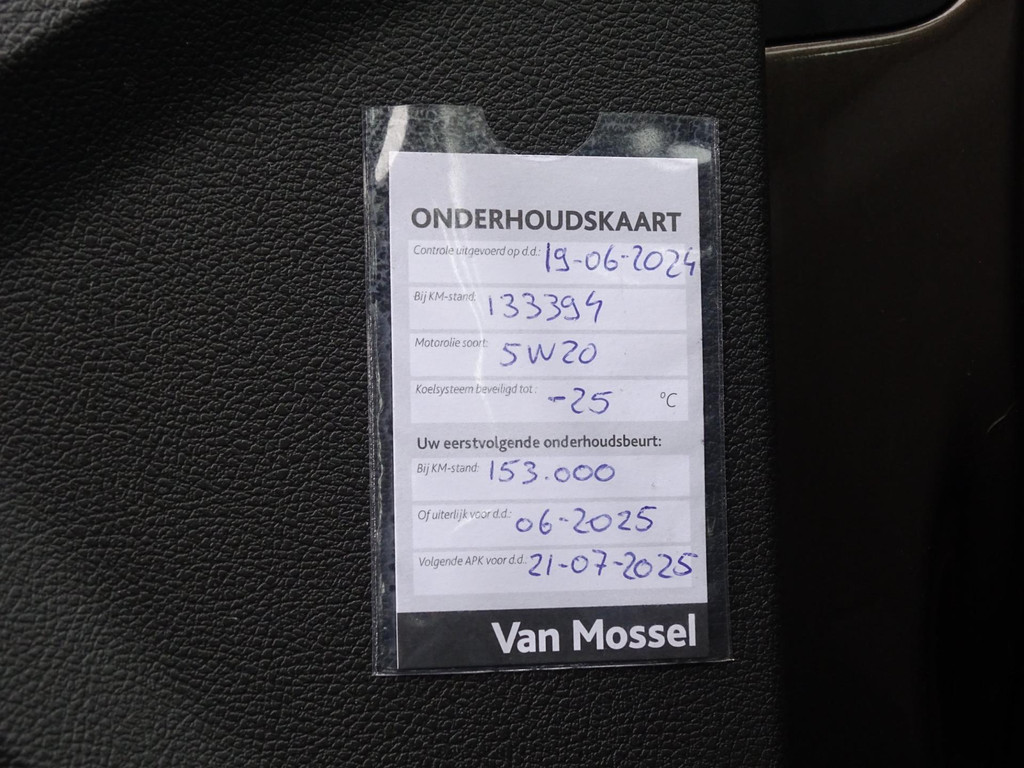 ONDERHOUDSKAART
Controle uitgevoerd op d.d.: 19-06-2024
Bij KM-stand: 133394
Motorolie soort: 5W20
Koelsysteem beveiligd tot: -25 °C
Uw eerstvolgende onderhoudsbeurt:
Bij KM-stand: 153.000
Of uiterlijk voor d.d.: 06-2025
Volgende APK voor d.d.: 21-07-2025
Van Mossel